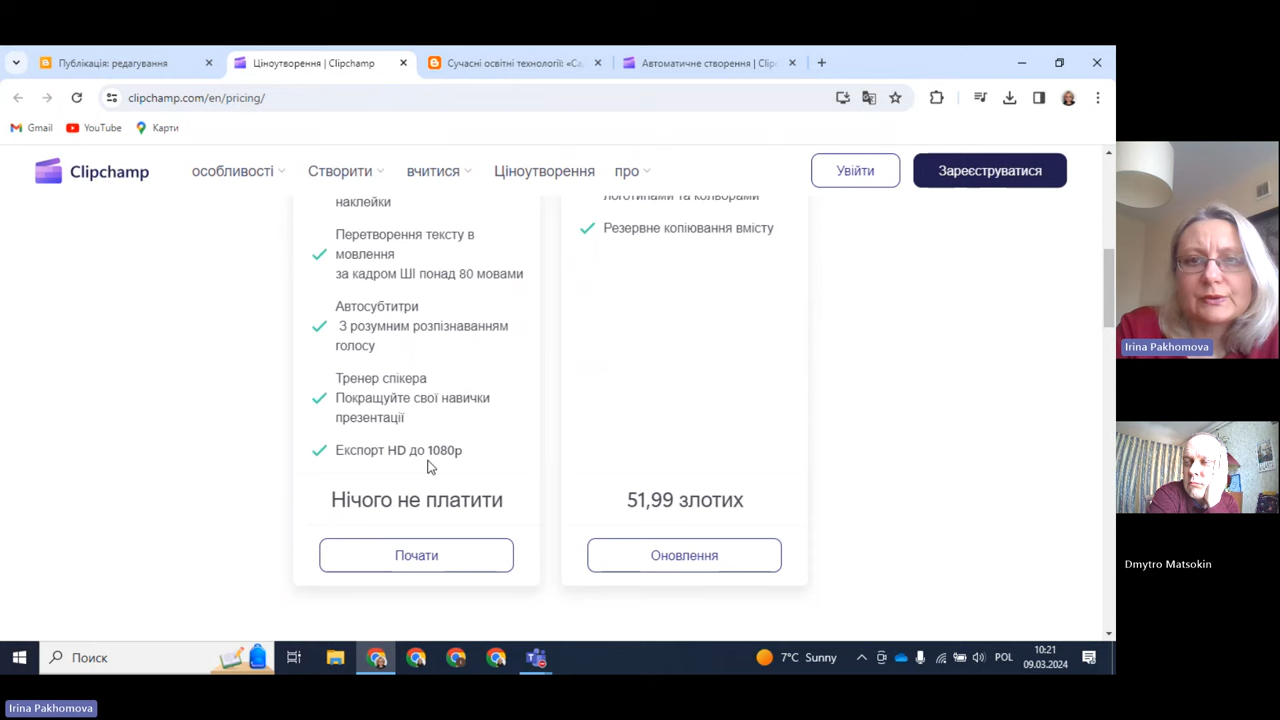 Публікація: редагування
Ціноутворення | Clipchamp
Сучасні освітні технології: «Са
Автоматичне створення | Clip
clipchamp.com/en/pricing/
Gmail
YouTube
Карти
Clipchamp
особливості
Створити
вчитися
Ціноутворення
про
Увійти
Зареєструватися
наклейки
Перетворення тексту в
мовлення
за кадром ШІ понад 80 мовами
Автосубтитри
З розумним розпізнаванням
голосу
Тренер спікера
Покращуйте свої навички
презентації
Експорт HD до 1080p
Нічого не платити
Почати
логотипами та кольорами
Резервне копіювання вмісту
51,99 злотих
Оновлення
Irina Pakhomova
Dmytro Matsokin
Поиск
7°C Sunny
POL
10:21
09.03.2024
Irina Pakhomova